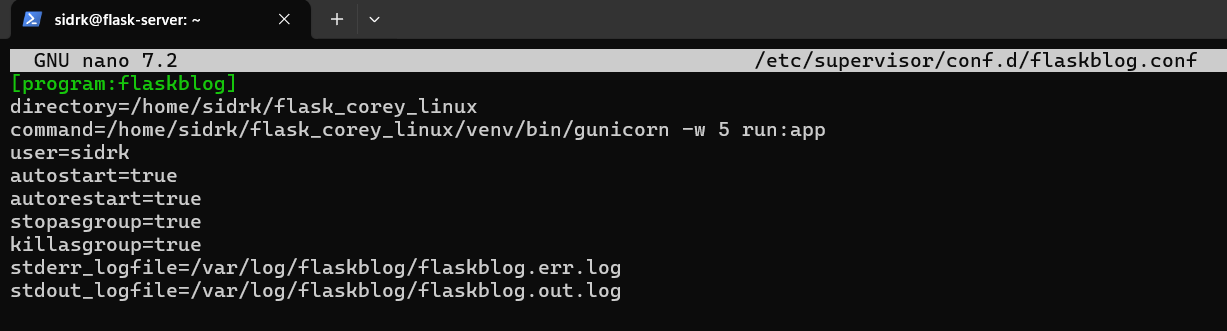 sidrk@flask-server: ~
GNU nano 7.2 /etc/supervisor/conf.d/flaskblog.conf
[program:flaskblog]
directory=/home/sidrk/flask_corey_linux
command=/home/sidrk/flask_corey_linux/venv/bin/gunicorn -w 5 run:app
user=sidrk
autostart=true
autorestart=true
stopasgroup=true
killasgroup=true
stderr_logfile=/var/log/flaskblog/flaskblog.err.log
stdout_logfile=/var/log/flaskblog/flaskblog.out.log